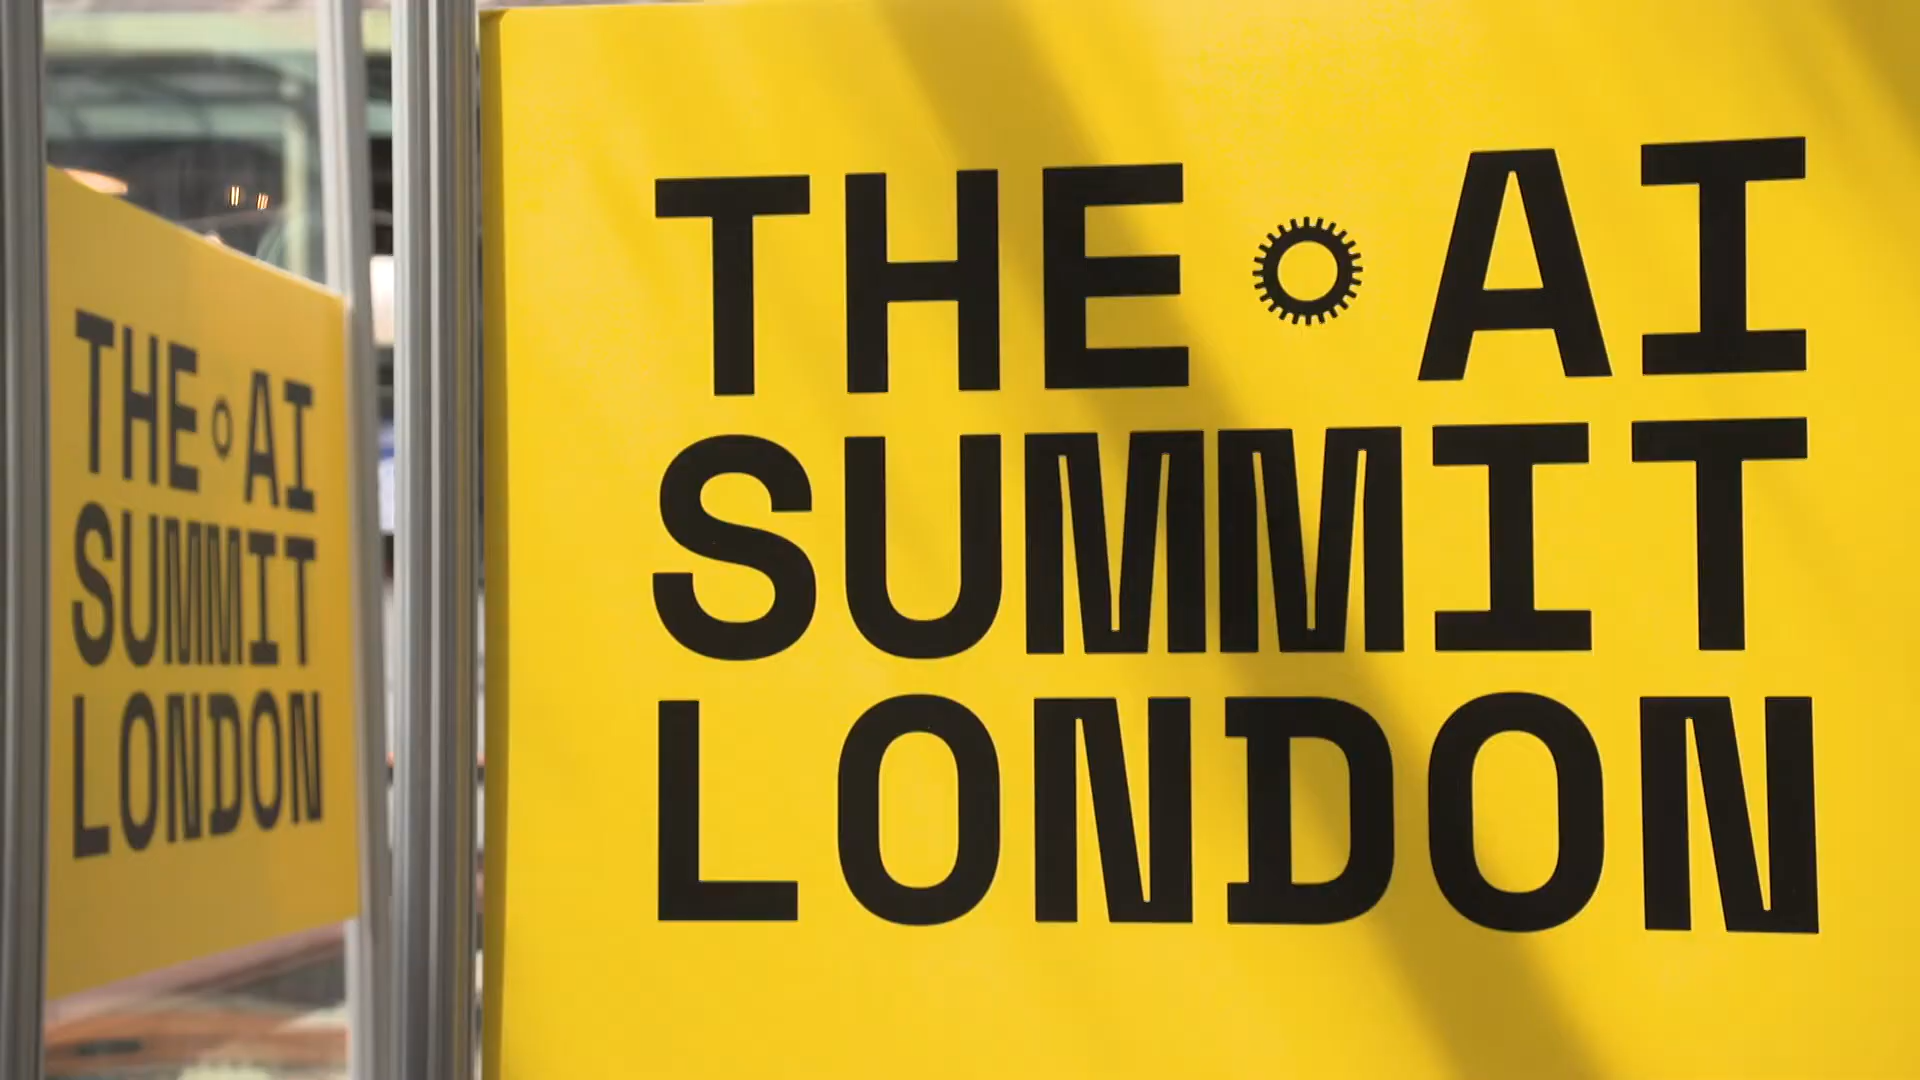 THE AI
SUMMIT
LONDON
THE AI
SUMMIT
LONDON